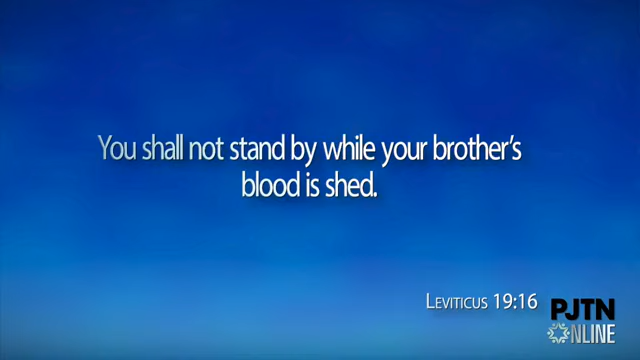 You shall not stand by while your brother's
blood is shed.
Leviticus 19:16
PJTN
ONLINE